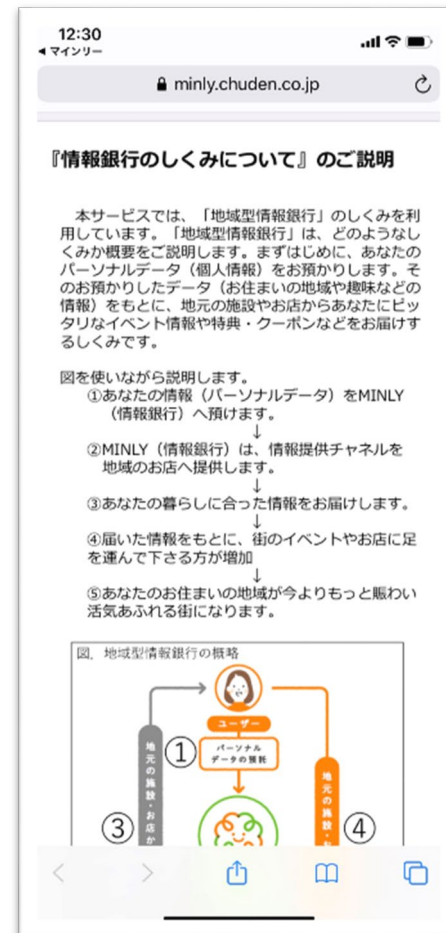 12:30
◀ マインリー
minly.chuden.co.jp
『情報銀行のしくみについて』のご説明
本サービスでは、「地域型情報銀行」のしくみを利
用しています。「地域型情報銀行」は、どのようなし
くみか概要をご説明します。まずはじめに、あなたの
パーソナルデータ（個人情報）をお預かりします。そ
のお預かりしたデータ（お住まいの地域や趣味などの
情報）をもとに、地元の施設やお店からあなたにピッ
タリなイベント情報や特典・クーポンなどをお届けす
るしくみです。
図を使いながら説明します。
①あなたの情報（パーソナルデータ）をMINLY
（情報銀行）へ預けます。
↓
②MINLY（情報銀行）は、情報提供チャネルを
地域のお店へ提供します。
↓
③あなたの暮らしに合った情報をお届けします。
↓
④届いた情報をもとに、街のイベントやお店に足
を運んで下さる方が増加
↓
⑤あなたのお住まいの地域が今よりもっと賑わい
活気あふれる街になります。
図．地域型情報銀行の概略
ユーザー
①
パーソナル
データの預託
地元の施設・お店か
③
地元の施設・お
④